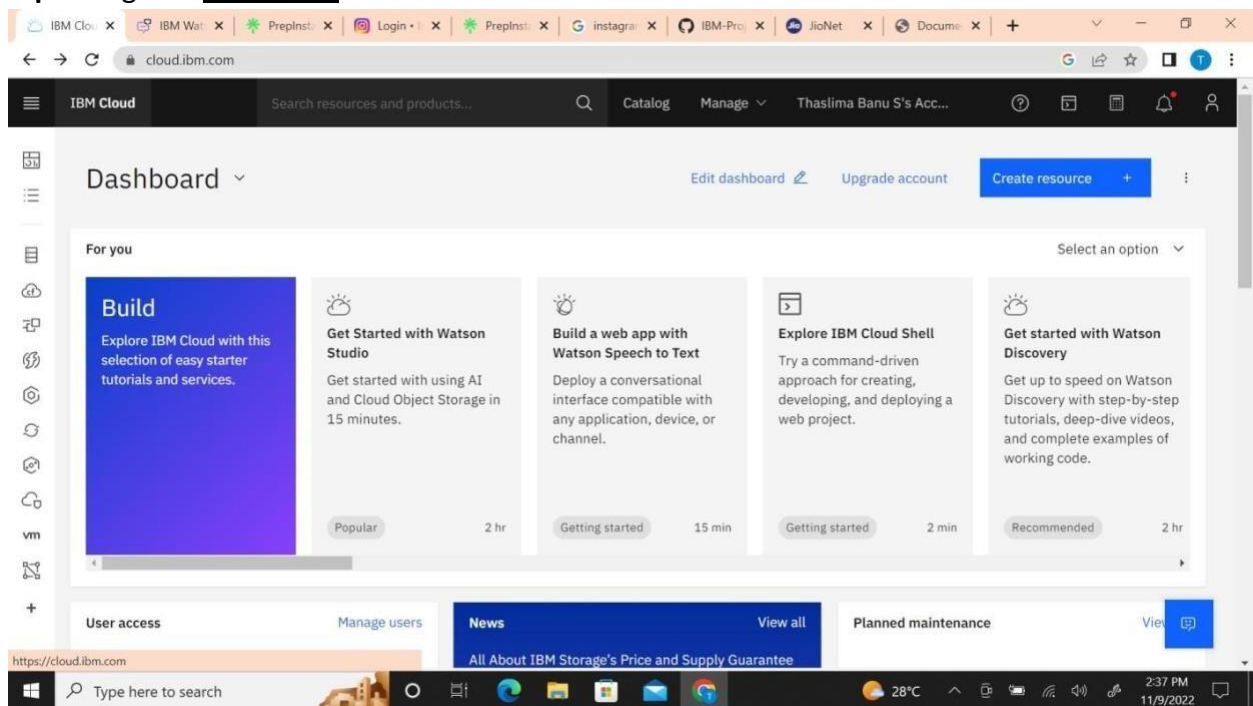 IBM Clou
IBM Wat
PrepInst
Login • I
PrepInst
instagra
IBM-Proj
JioNet
Docume
cloud.ibm.com
IBM Cloud
Search resources and products...
Catalog
Manage
Thaslima Banu S's Acc...
Dashboard
Edit dashboard
Upgrade account
Create resource +
For you
Select an option
Build
Explore IBM Cloud with this
selection of easy starter
tutorials and services.
Get Started with Watson
Studio
Get started with using AI
and Cloud Object Storage in
15 minutes.
Popular 2 hr
Build a web app with
Watson Speech to Text
Deploy a conversational
interface compatible with
any application, device, or
channel.
Getting started 15 min
Explore IBM Cloud Shell
Try a command-driven
approach for creating,
developing, and deploying a
web project.
Getting started 2 min
Get started with Watson
Discovery
Get up to speed on Watson
Discovery with step-by-step
tutorials, deep-dive videos,
and complete examples of
working code.
Recommended 2 hr
vm
User access
Manage users
News
View all
All About IBM Storage's Price and Supply Guarantee
Planned maintenance
Vie
https://cloud.ibm.com
Type here to search
28°C
2:37 PM
11/9/2022